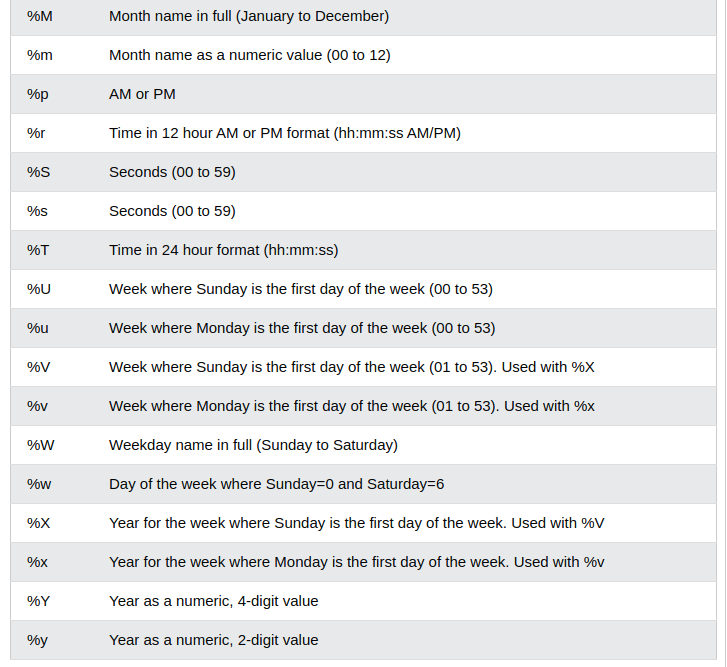 %M Month name in full (January to December)
%m Month name as a numeric value (00 to 12)
%p AM or PM
%r Time in 12 hour AM or PM format (hh:mm:ss AM/PM)
%S Seconds (00 to 59)
%s Seconds (00 to 59)
%T Time in 24 hour format (hh:mm:ss)
%U Week where Sunday is the first day of the week (00 to 53)
%u Week where Monday is the first day of the week (00 to 53)
%V Week where Sunday is the first day of the week (01 to 53). Used with %X
%v Week where Monday is the first day of the week (01 to 53). Used with %x
%W Weekday name in full (Sunday to Saturday)
%w Day of the week where Sunday=0 and Saturday=6
%X Year for the week where Sunday is the first day of the week. Used with %V
%x Year for the week where Monday is the first day of the week. Used with %v
%Y Year as a numeric, 4-digit value
%y Year as a numeric, 2-digit value